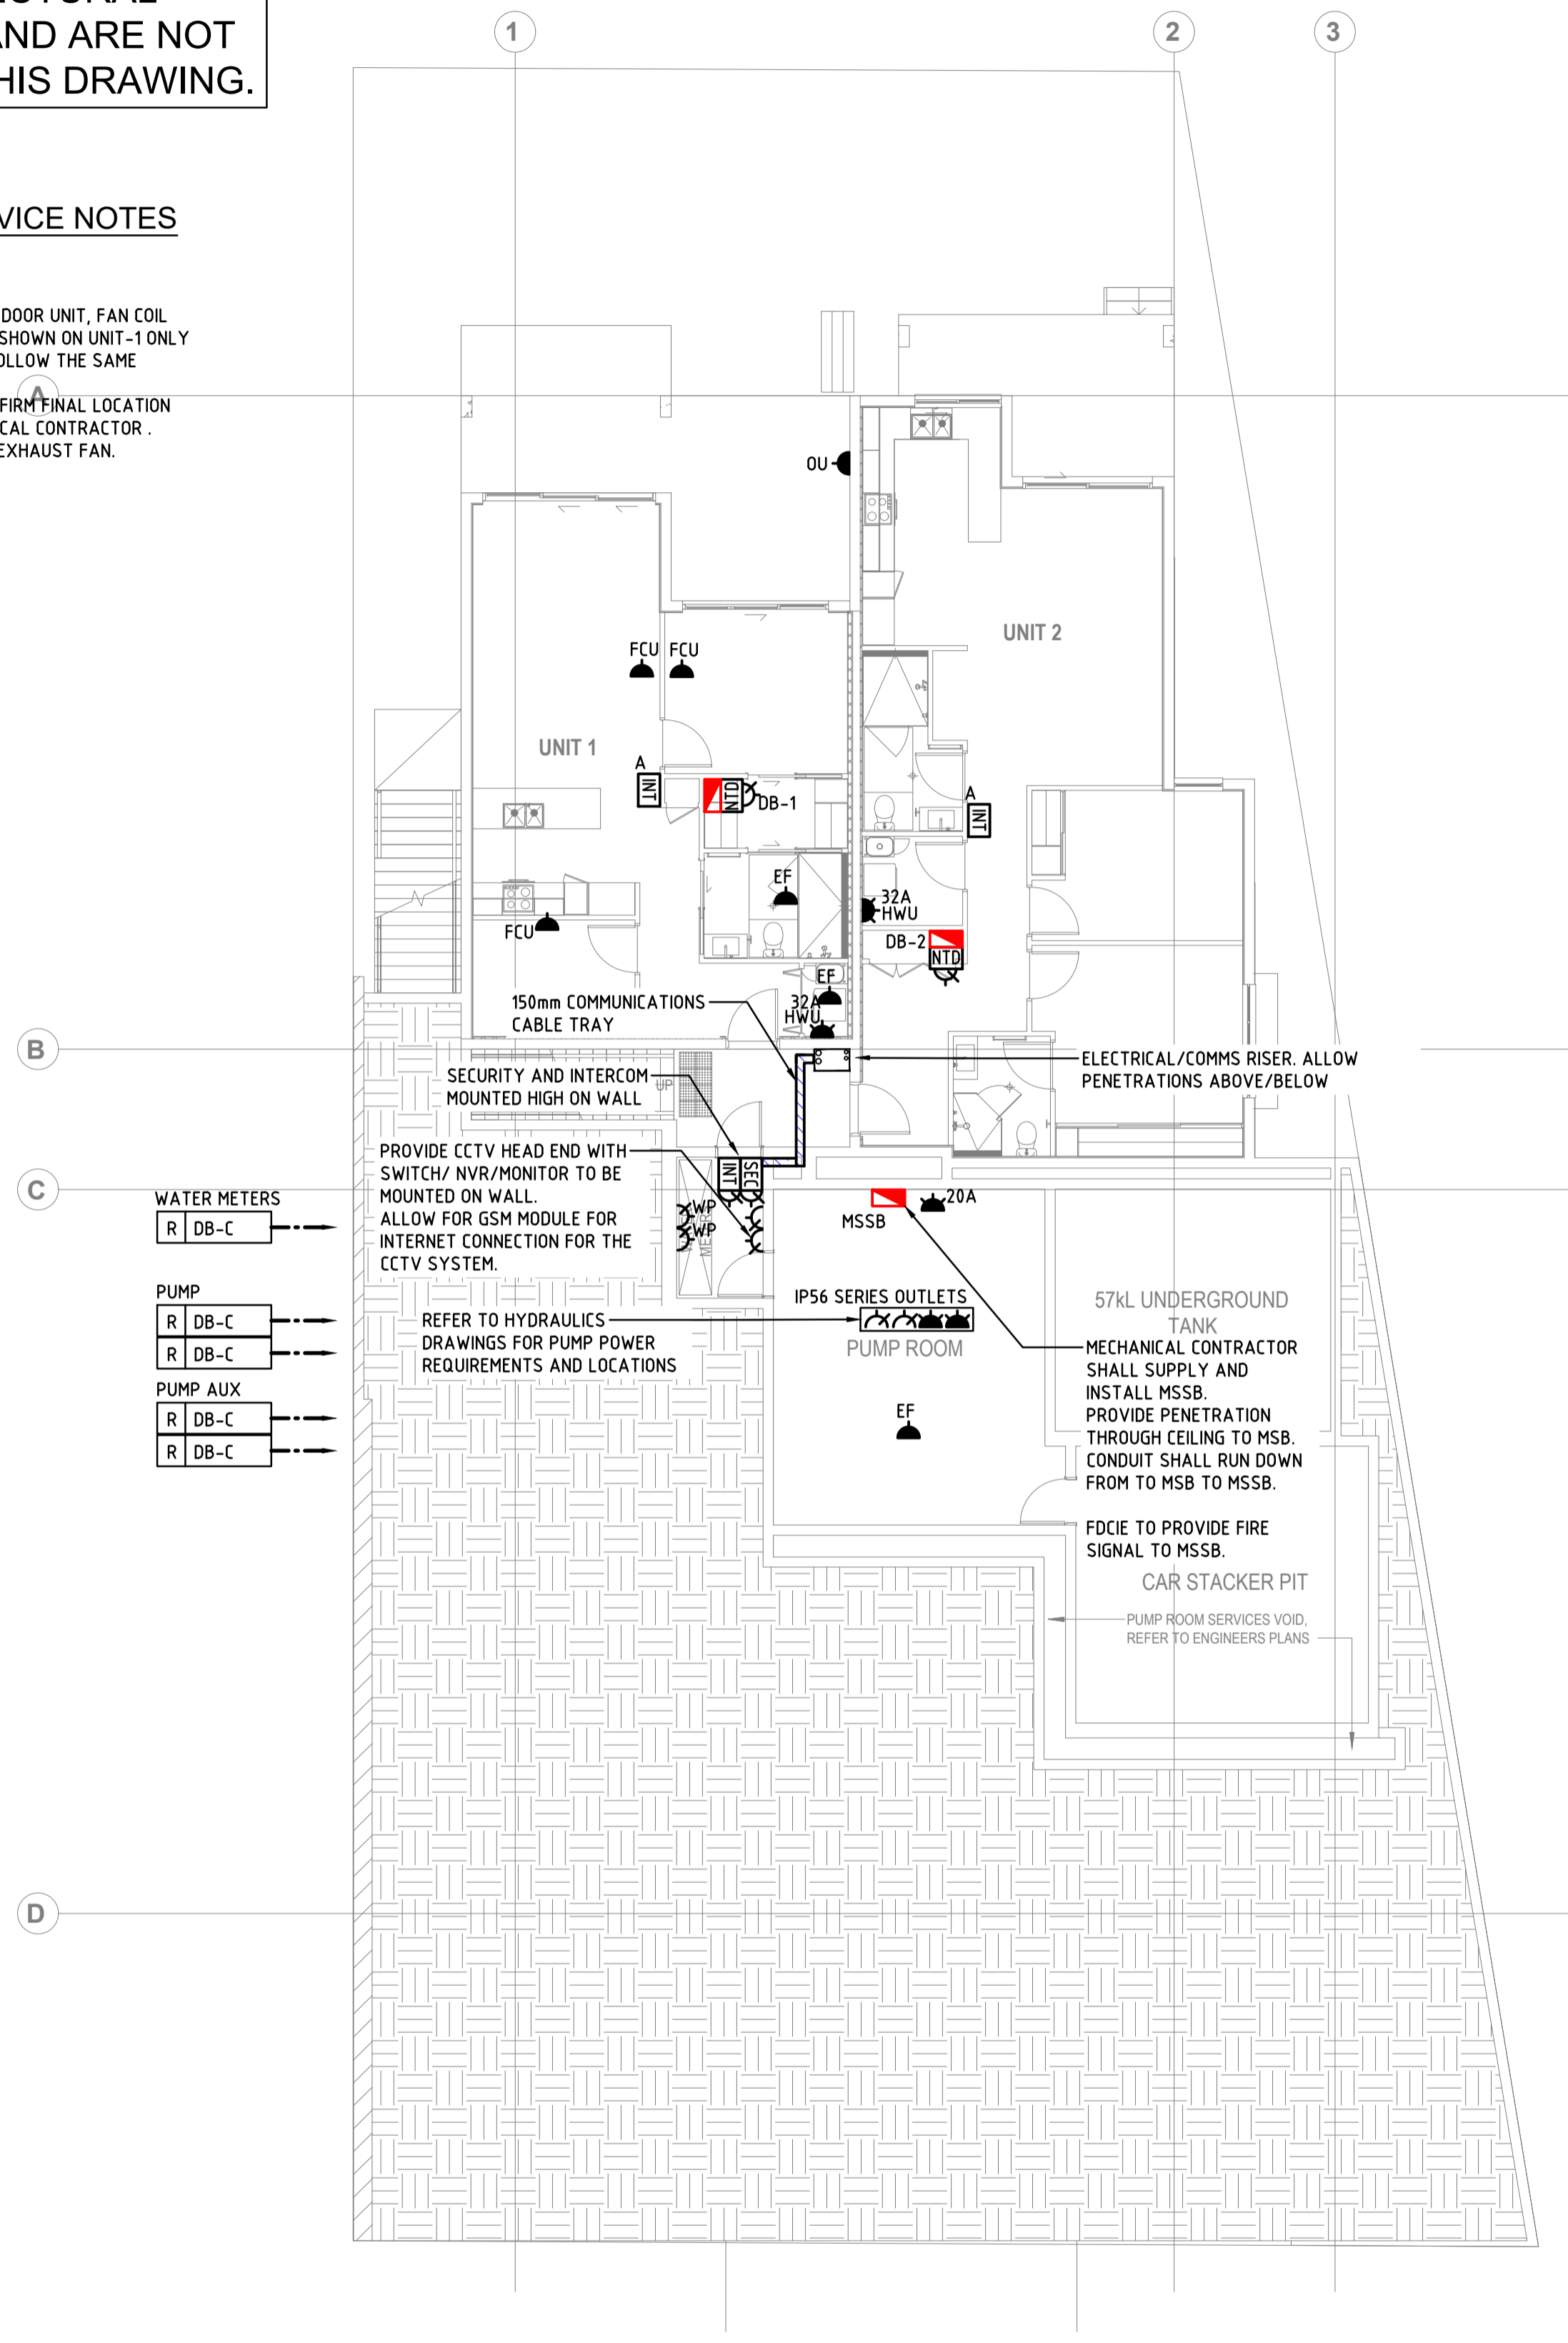 ECTURAL
AND ARE NOT
HIS DRAWING.
1
2
3
VICE NOTES
DOOR UNIT, FAN COIL
SHOWN ON UNIT-1 ONLY
OLLOW THE SAME
A
FIRM FINAL LOCATION
CAL CONTRACTOR .
EXHAUST FAN.
OU
UNIT 2
FCU
FCU
UNIT 1
A
INT
NTD
DB-1
A
INT
EF
32A
HWU
FCU
DB-2
NTD
EF
150mm COMMUNICATIONS
CABLE TRAY
32A
HWU
B
ELECTRICAL/COMMS RISER. ALLOW
PENETRATIONS ABOVE/BELOW
SECURITY AND INTERCOM
MOUNTED HIGH ON WALL
UP
PROVIDE CCTV HEAD END WITH
SWITCH/ NVR/MONITOR TO BE
MOUNTED ON WALL.
ALLOW FOR GSM MODULE FOR
INTERNET CONNECTION FOR THE
CCTV SYSTEM.
INT
SEC
C
WATER METERS
R DB-C
WP
WP
MSSB
20A
PUMP
R DB-C
R DB-C
REFER TO HYDRAULICS
DRAWINGS FOR PUMP POWER
REQUIREMENTS AND LOCATIONS
IP56 SERIES OUTLETS
PUMP ROOM
57kL UNDERGROUND
TANK
MECHANICAL CONTRACTOR
SHALL SUPPLY AND
INSTALL MSSB.
PROVIDE PENETRATION
THROUGH CEILING TO MSB.
CONDUIT SHALL RUN DOWN
FROM TO MSB TO MSSB.
PUMP AUX
R DB-C
R DB-C
EF
FDCIE TO PROVIDE FIRE
SIGNAL TO MSSB.
CAR STACKER PIT
PUMP ROOM SERVICES VOID,
REFER TO ENGINEERS PLANS
D